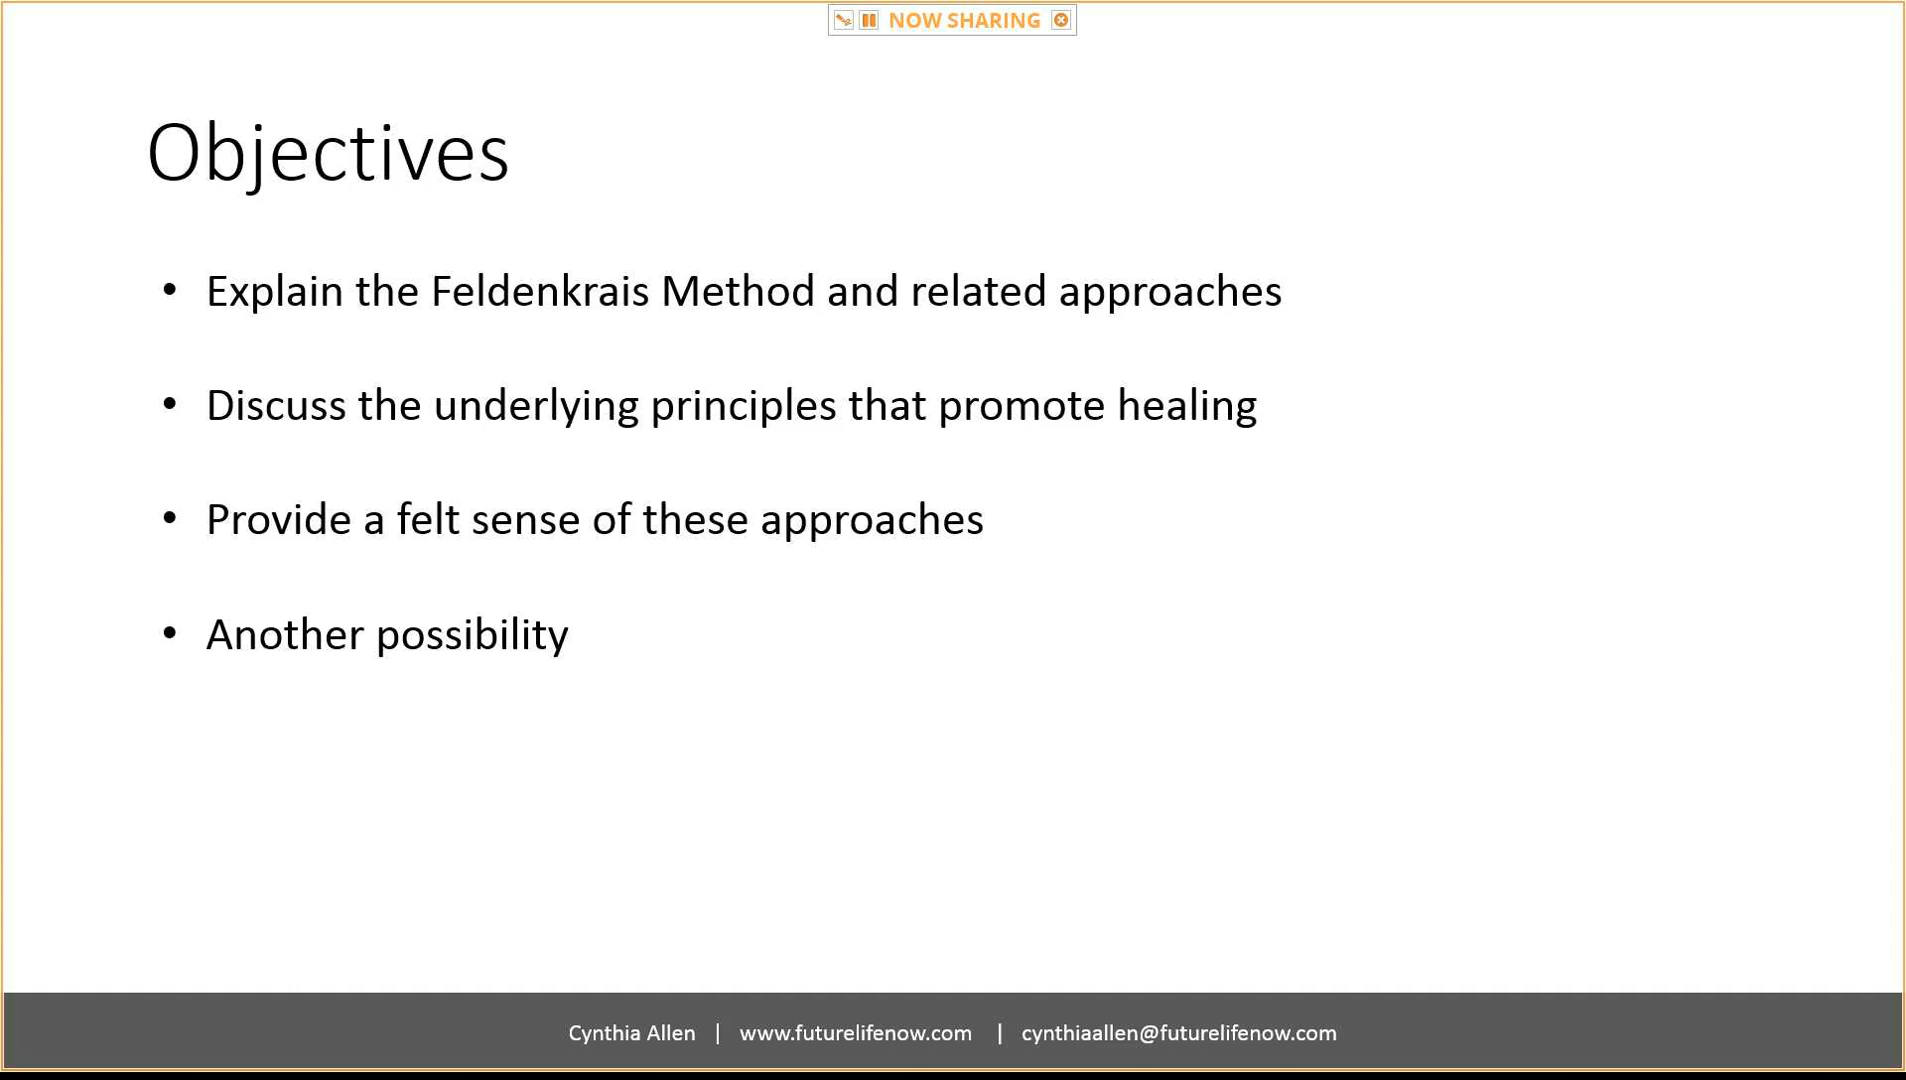 NOW SHARING
Objectives
• Explain the Feldenkrais Method and related approaches
• Discuss the underlying principles that promote healing
• Provide a felt sense of these approaches
• Another possibility
Cynthia Allen | www.futurelifenow.com | cynthiaallen@futurelifenow.com